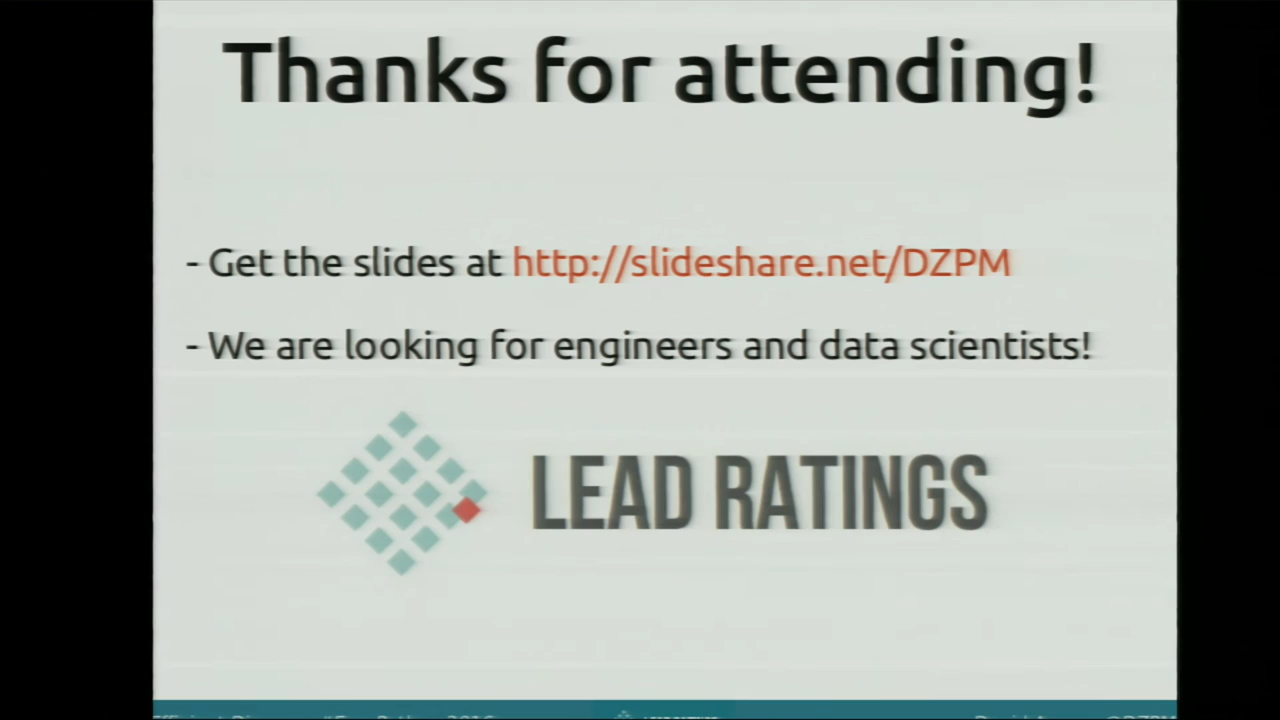 Thanks for attending!
- Get the slides at http://slideshare.net/DZPM
- We are looking for engineers and data scientists!
LEAD RATINGS